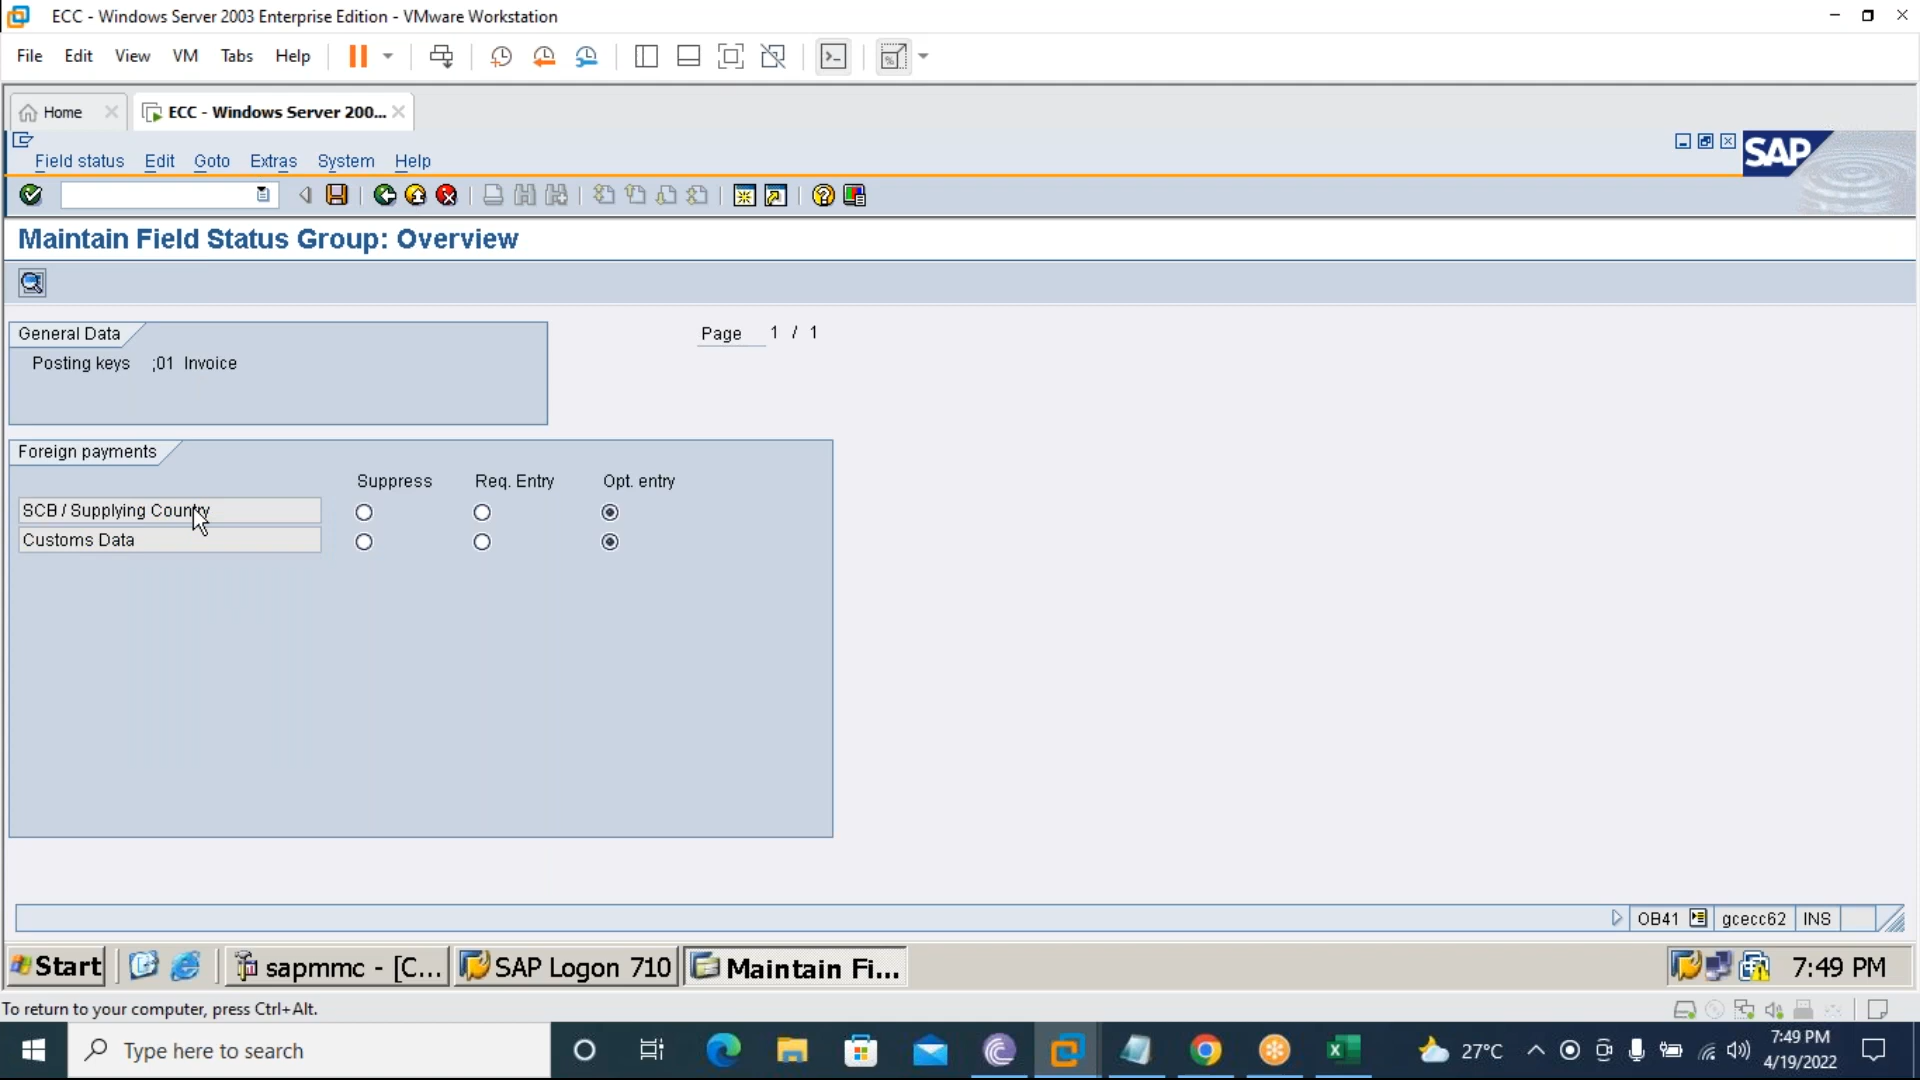 ECC - Windows Server 2003 Enterprise Edition - VMware Workstation
File Edit View VM Tabs Help
Home ECC - Windows Server 200...
Field status Edit Goto Extras System Help
SAP
Maintain Field Status Group: Overview
General Data
Page 1 / 1
Posting keys ;01 Invoice
Foreign payments
Suppress Req. Entry Opt. entry
SCB / Supplying Country
Customs Data
OB41 gcecc62 INS
Start sapmmc - [C... SAP Logon 710 Maintain Fi... 7:49 PM
To return to your computer, press Ctrl+Alt.
Type here to search 27°C 7:49 PM
4/19/2022